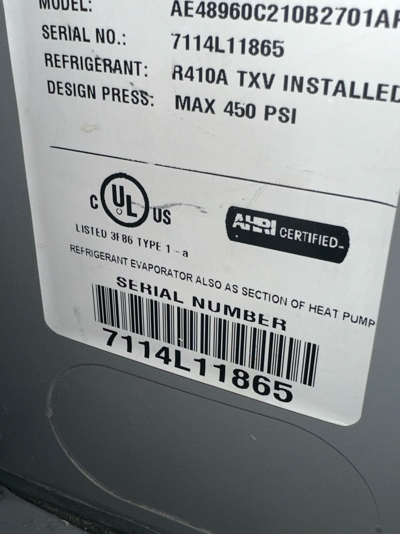 MODEL: AE48960C210B2701AP
SERIAL NO.: 7114L11865
REFRIGERANT: R410A TXV INSTALLED
DESIGN PRESS: MAX 450 PSI
C UL US
LISTED 3F86 TYPE 1 - a
AHRI CERTIFIED™
REFRIGERANT EVAPORATOR ALSO AS SECTION OF HEAT PUMP
SERIAL NUMBER
7114L11865